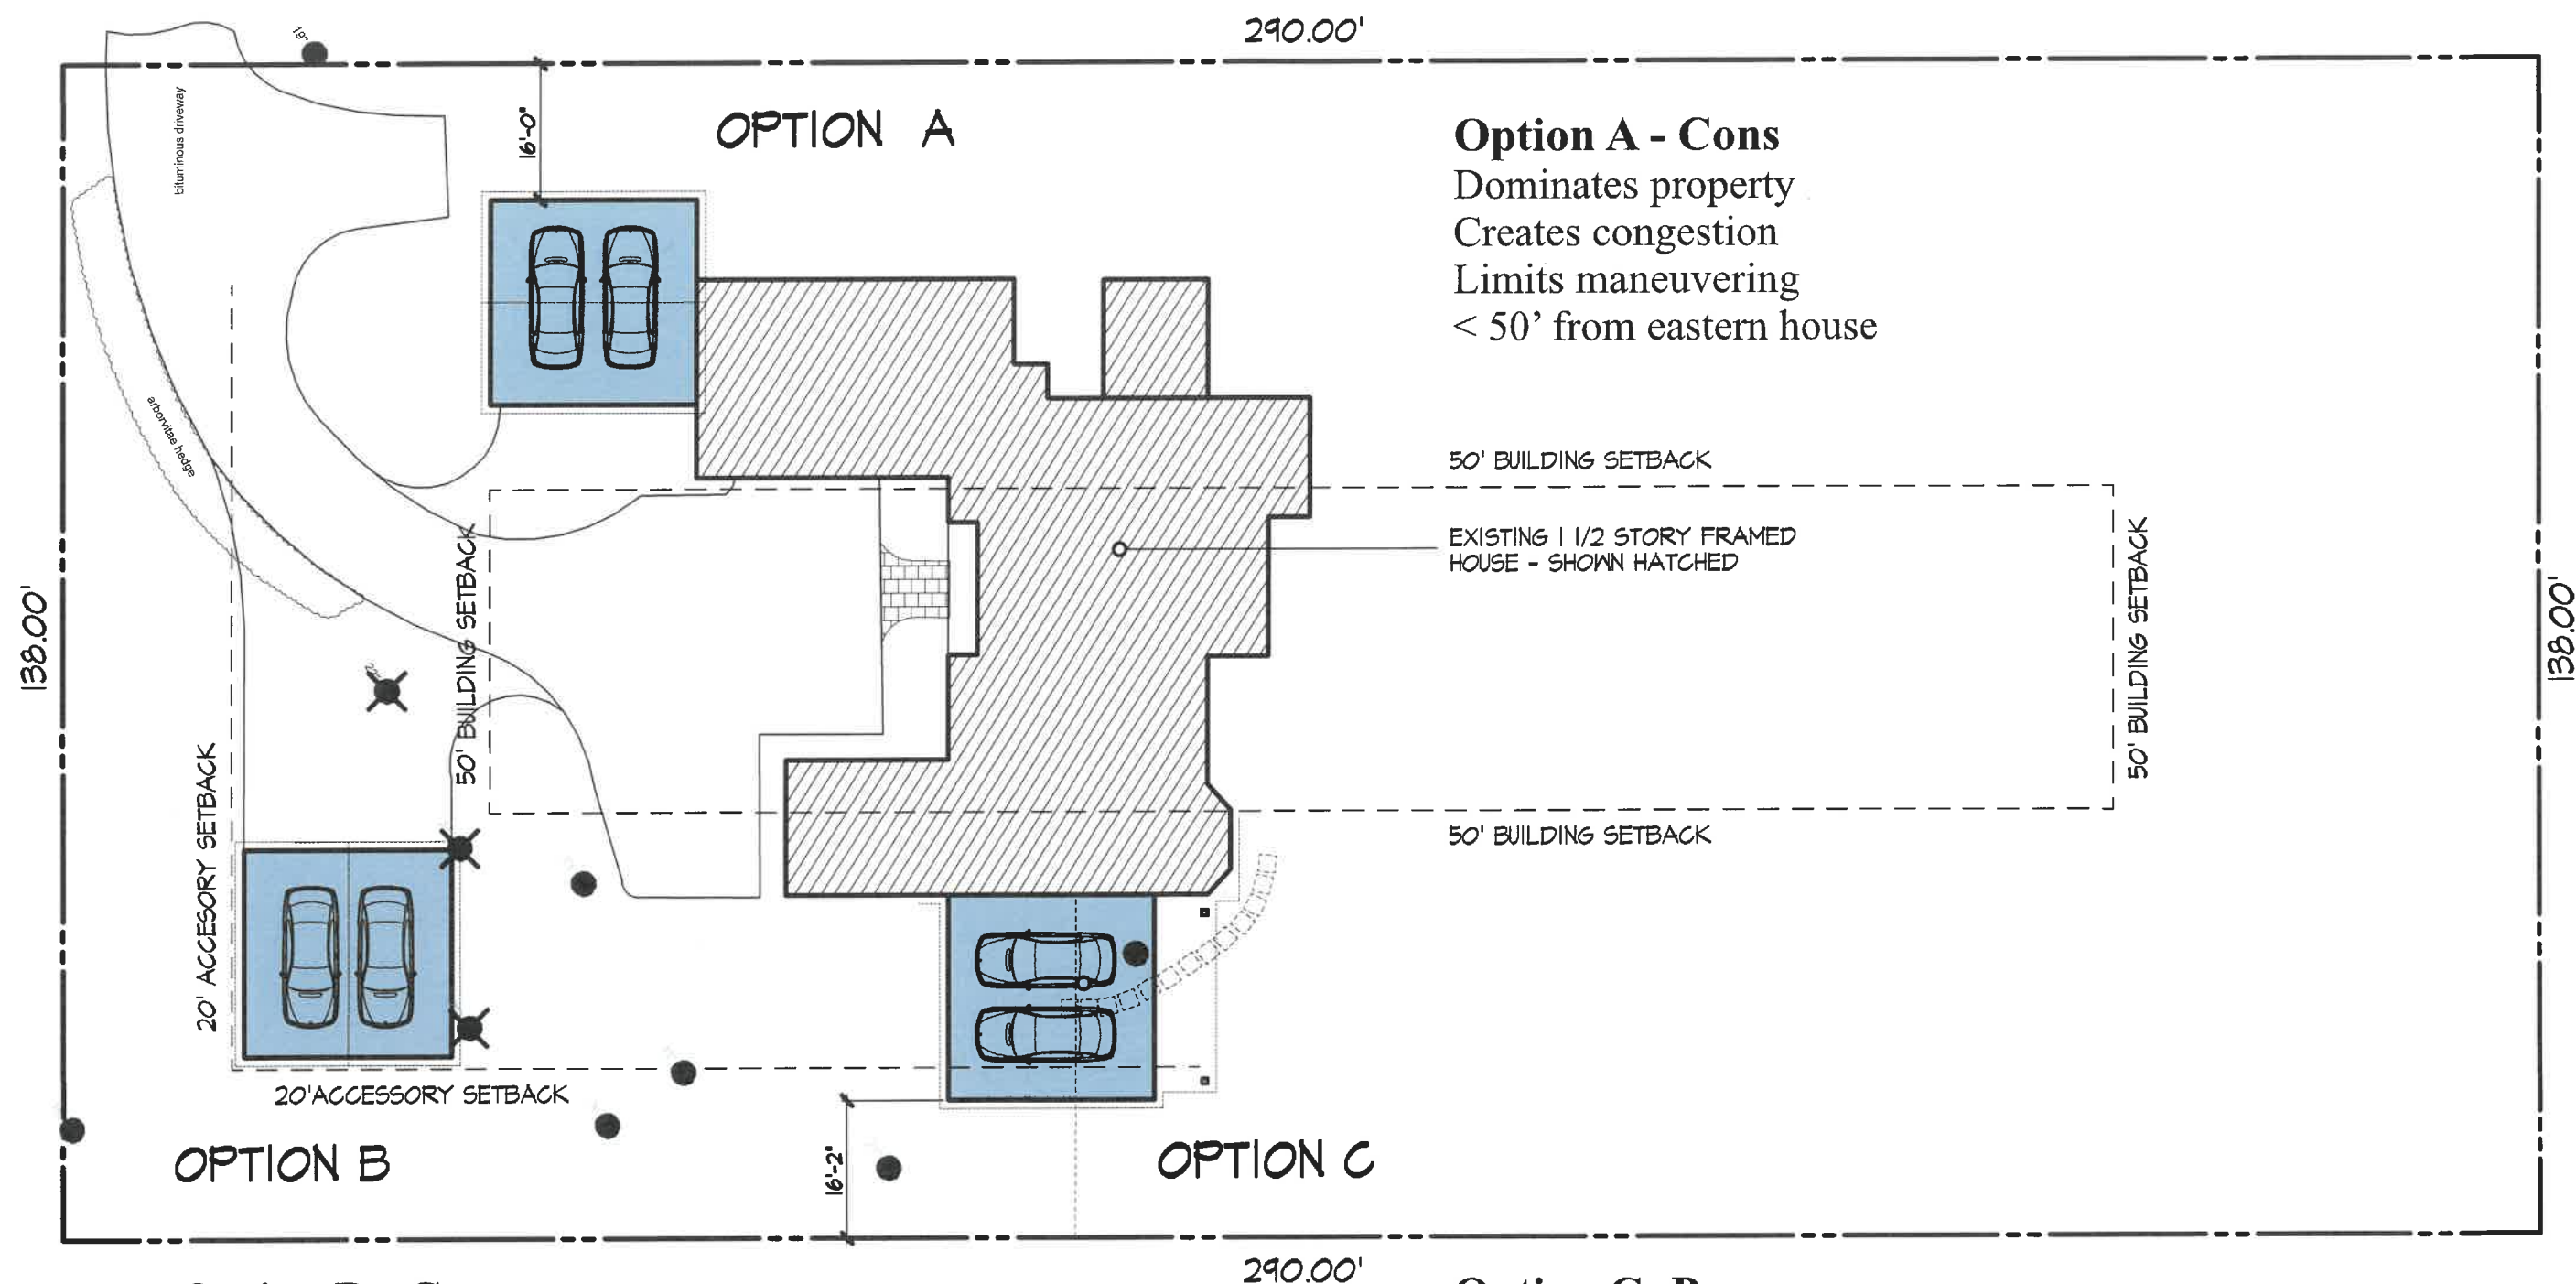 290.00'
19"
bituminous driveway
16'-0"
OPTION A
Option A - Cons
Dominates property
Creates congestion
Limits maneuvering
< 50’ from eastern house
arborvitae hedge
50' BUILDING SETBACK
EXISTING 1 1/2 STORY FRAMED
HOUSE - SHOWN HATCHED
50' BUILDING SETBACK
50' BUILDING SETBACK
138.00'
138.00'
22"
20' ACCESORY SETBACK
50' BUILDING SETBACK
20'ACCESSORY SETBACK
OPTION B
16'-2"
OPTION C
290.00'